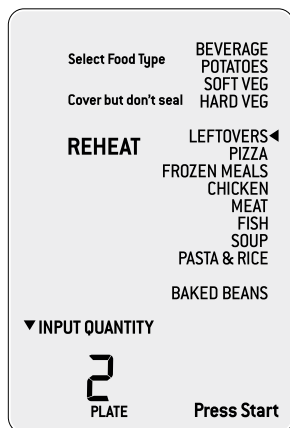 BEVERAGE
Select Food Type POTATOES
SOFT VEG
Cover but don't seal HARD VEG
LEFTOVERS◀
REHEAT
PIZZA
FROZEN MEALS
CHICKEN
MEAT
FISH
SOUP
PASTA & RICE
BAKED BEANS
▼INPUT QUANTITY
2
PLATE Press Start